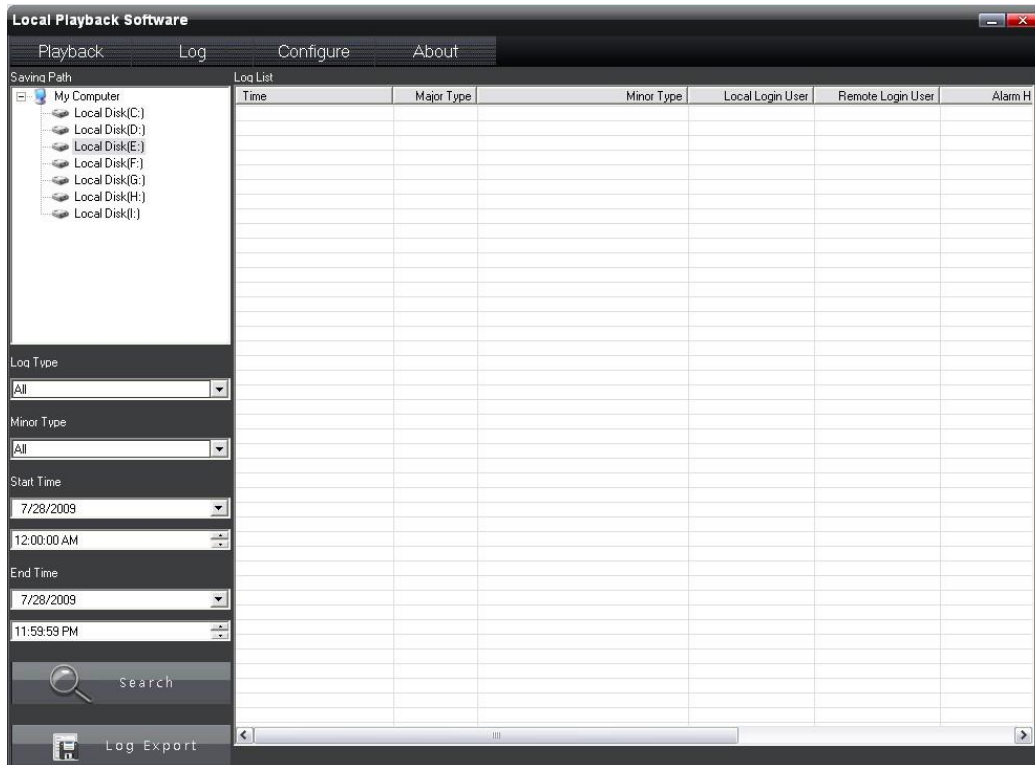 Local Playback Software
Playback Log Configure About
Saving Path
My Computer
Local Disk(C:)
Local Disk(D:)
Local Disk(E:)
Local Disk(F:)
Local Disk(G:)
Local Disk(H:)
Local Disk(I:)
Log Type
All
Minor Type
All
Start Time
7/28/2009
12:00:00 AM
End Time
7/28/2009
11:59:59 PM
Search
Log Export
Log List
Time Major Type Minor Type Local Login User Remote Login User Alarm H